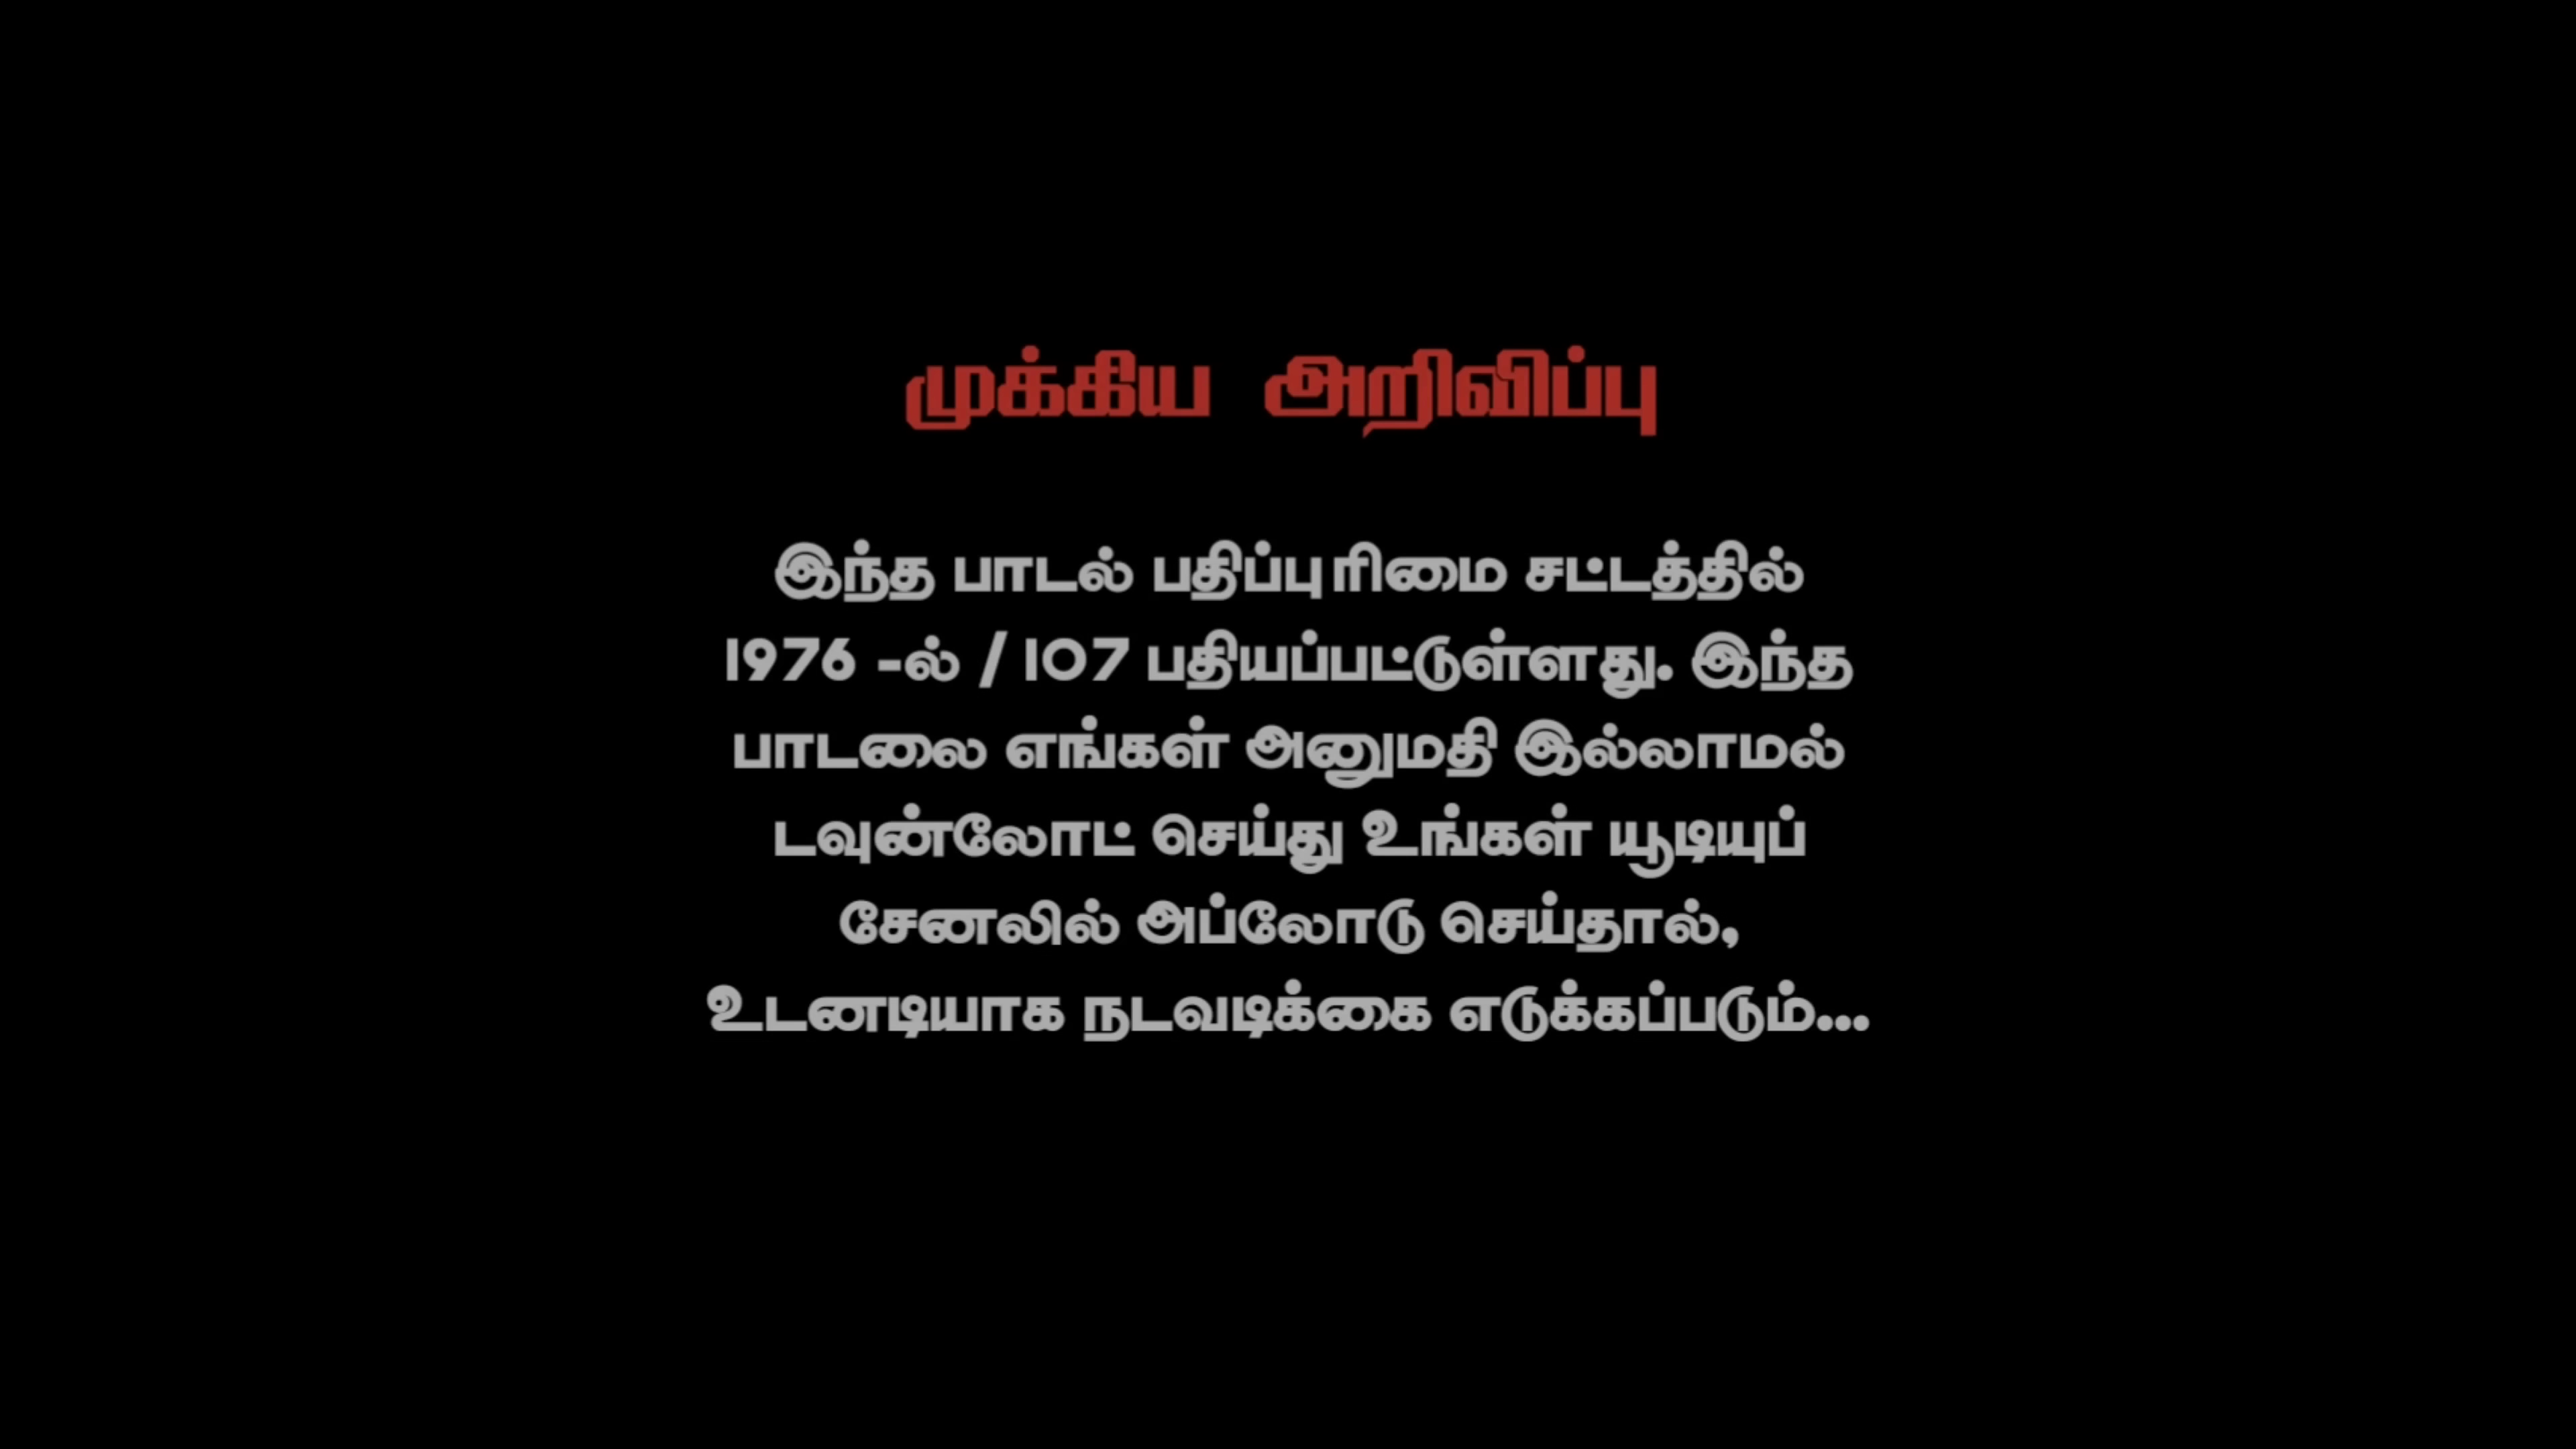 முக்கிய அறிவிப்பு
இந்த பாடல் பதிப்புரிமை சட்டத்தில்
1976 -ல் / 107 பதியப்பட்டுள்ளது. இந்த
பாடலை எங்கள் அனுமதி இல்லாமல்
டவுன்லோட் செய்து உங்கள் யூடியுப்
சேனலில் அப்லோடு செய்தால்,
உடனடியாக நடவடிக்கை எடுக்கப்படும்...